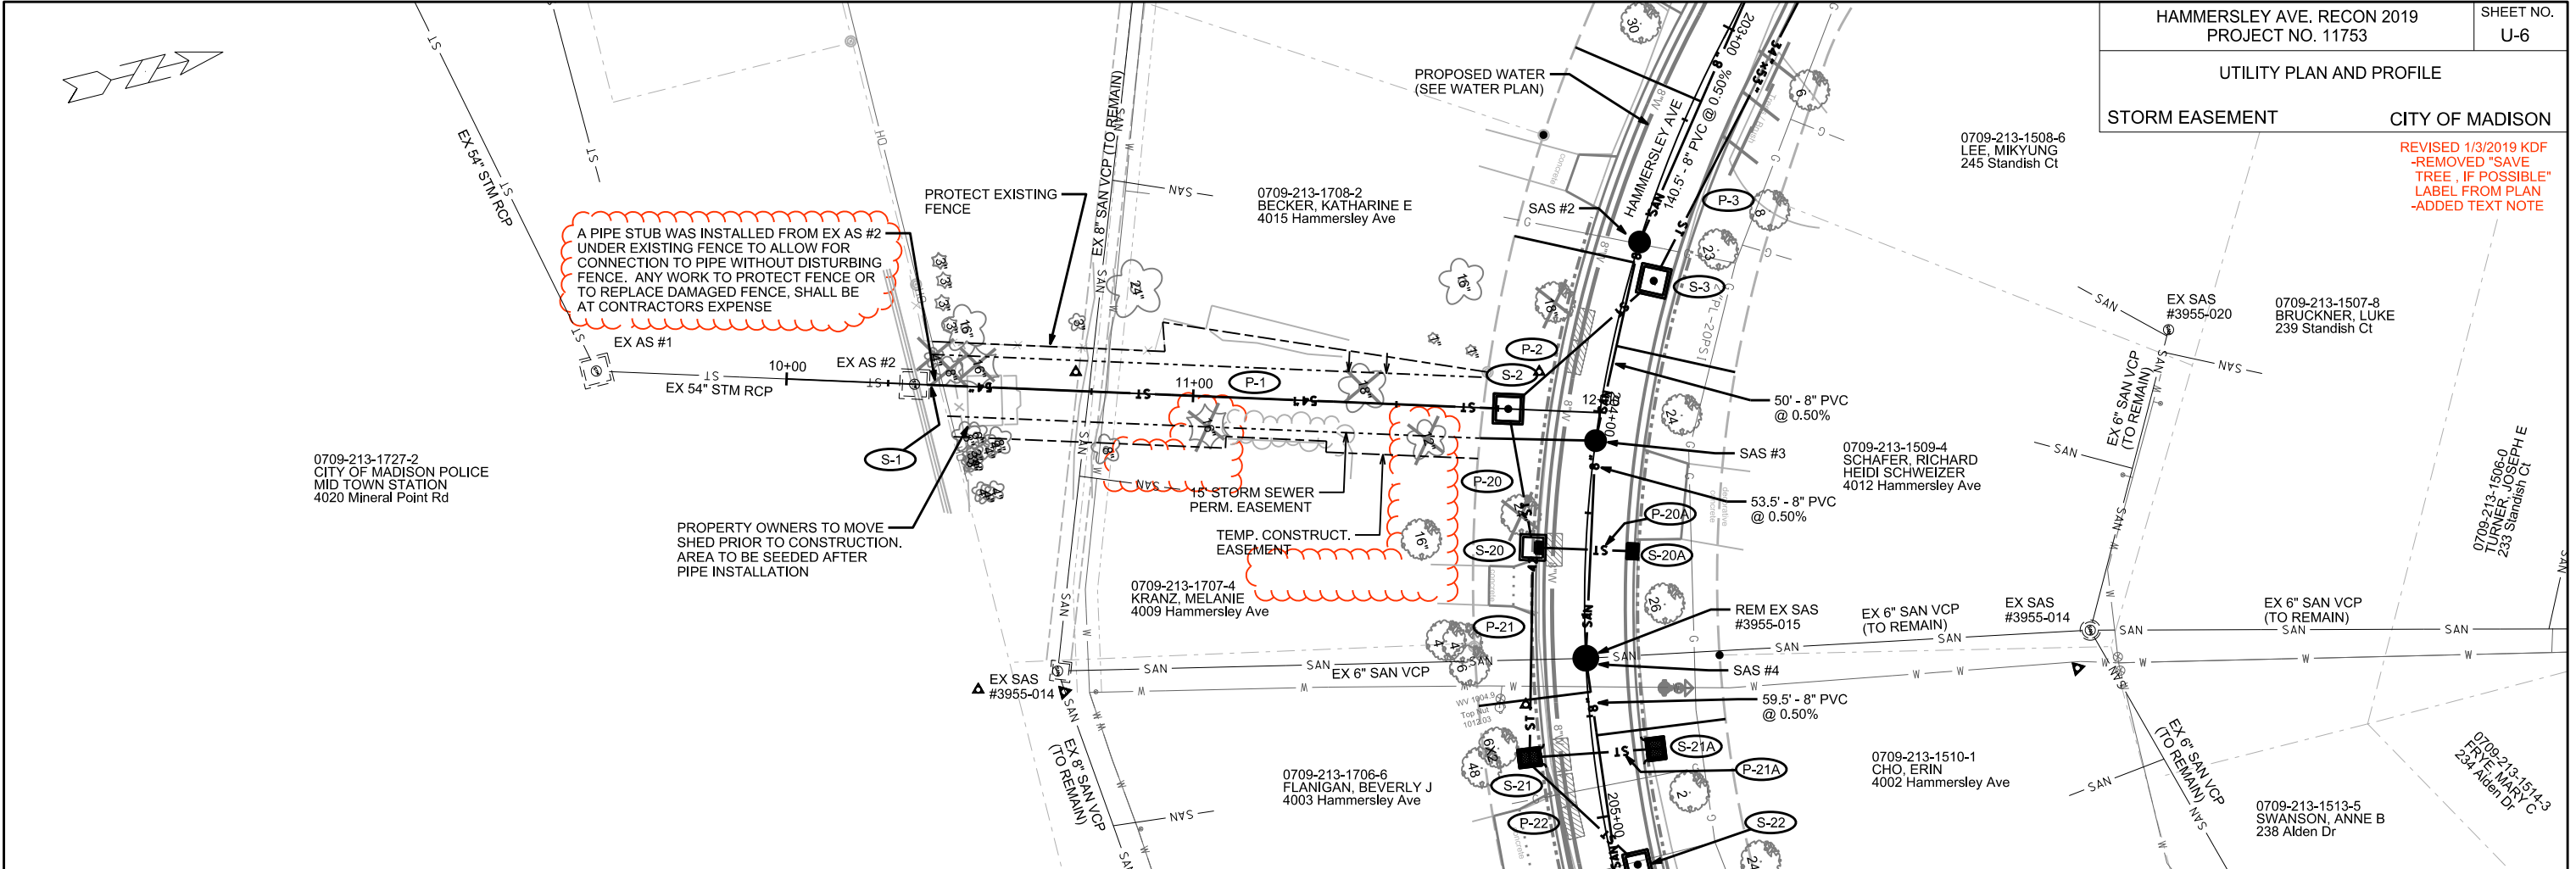 HAMMERSLEY AVE. RECON 2019
PROJECT NO. 11753
SHEET NO.
U-6
UTILITY PLAN AND PROFILE
STORM EASEMENT
CITY OF MADISON
REVISED 1/3/2019 KDF
-REMOVED "SAVE
TREE , IF POSSIBLE"
LABEL FROM PLAN
-ADDED TEXT NOTE
EX 54" STM RCP
ST
ST
ST
ST
OH
A PIPE STUB WAS INSTALLED FROM EX AS #2
UNDER EXISTING FENCE TO ALLOW FOR
CONNECTION TO PIPE WITHOUT DISTURBING
FENCE. ANY WORK TO PROTECT FENCE OR
TO REPLACE DAMAGED FENCE, SHALL BE
AT CONTRACTORS EXPENSE
PROTECT EXISTING
FENCE
EX 8" SAN VCP (TO REMAIN)
0709-213-1708-2
BECKER, KATHARINE E
4015 Hammersley Ave
PROPOSED WATER
(SEE WATER PLAN)
HAMMERSLEY AVE
140.5' - 8" PVC @ 0.50%
203+00
34"x53"
P-3
SAS #2
S-3
0709-213-1508-6
LEE, MIKYUNG
245 Standish Ct
EX SAS
#3955-020
0709-213-1507-8
BRUCKNER, LUKE
239 Standish Ct
EX AS #1
10+00
EX AS #2
EX 54" STM RCP
11+00
P-1
54"
54"
P-2
S-2
50' - 8" PVC
@ 0.50%
SAS #3
0709-213-1509-4
SCHAFER, RICHARD
HEIDI SCHWEIZER
4012 Hammersley Ave
EX 6" SAN VCP
(TO REMAIN)
0709-213-1506-0
TURNER, JOSEPH E
233 Standish Ct
0709-213-1727-2
CITY OF MADISON POLICE
MID TOWN STATION
4020 Mineral Point Rd
S-1
P-20
53.5' - 8" PVC
@ 0.50%
15' STORM SEWER
PERM. EASEMENT
P-20A
PROPERTY OWNERS TO MOVE
SHED PRIOR TO CONSTRUCTION.
AREA TO BE SEEDED AFTER
PIPE INSTALLATION
TEMP. CONSTRUCT.
EASEMENT
S-20
S-20A
0709-213-1707-4
KRANZ, MELANIE
4009 Hammersley Ave
P-21
REM EX SAS
#3955-015
EX 6" SAN VCP
(TO REMAIN)
EX SAS
#3955-014
EX 6" SAN VCP
(TO REMAIN)
EX SAS
#3955-014
EX 6" SAN VCP
SAS #4
59.5' - 8" PVC
@ 0.50%
WV 1904.9
Top Nut
1012.03
EX 8" SAN VCP
(TO REMAIN)
0709-213-1706-6
FLANIGAN, BEVERLY J
4003 Hammersley Ave
S-21
S-21A
P-21A
P-22
205+00
S-22
0709-213-1510-1
CHO, ERIN
4002 Hammersley Ave
EX 6" SAN VCP
(TO REMAIN)
0709-213-1513-5
SWANSON, ANNE B
238 Alden Dr
0709-213-1514-3
FRYE, MARY C
234 Alden Dr